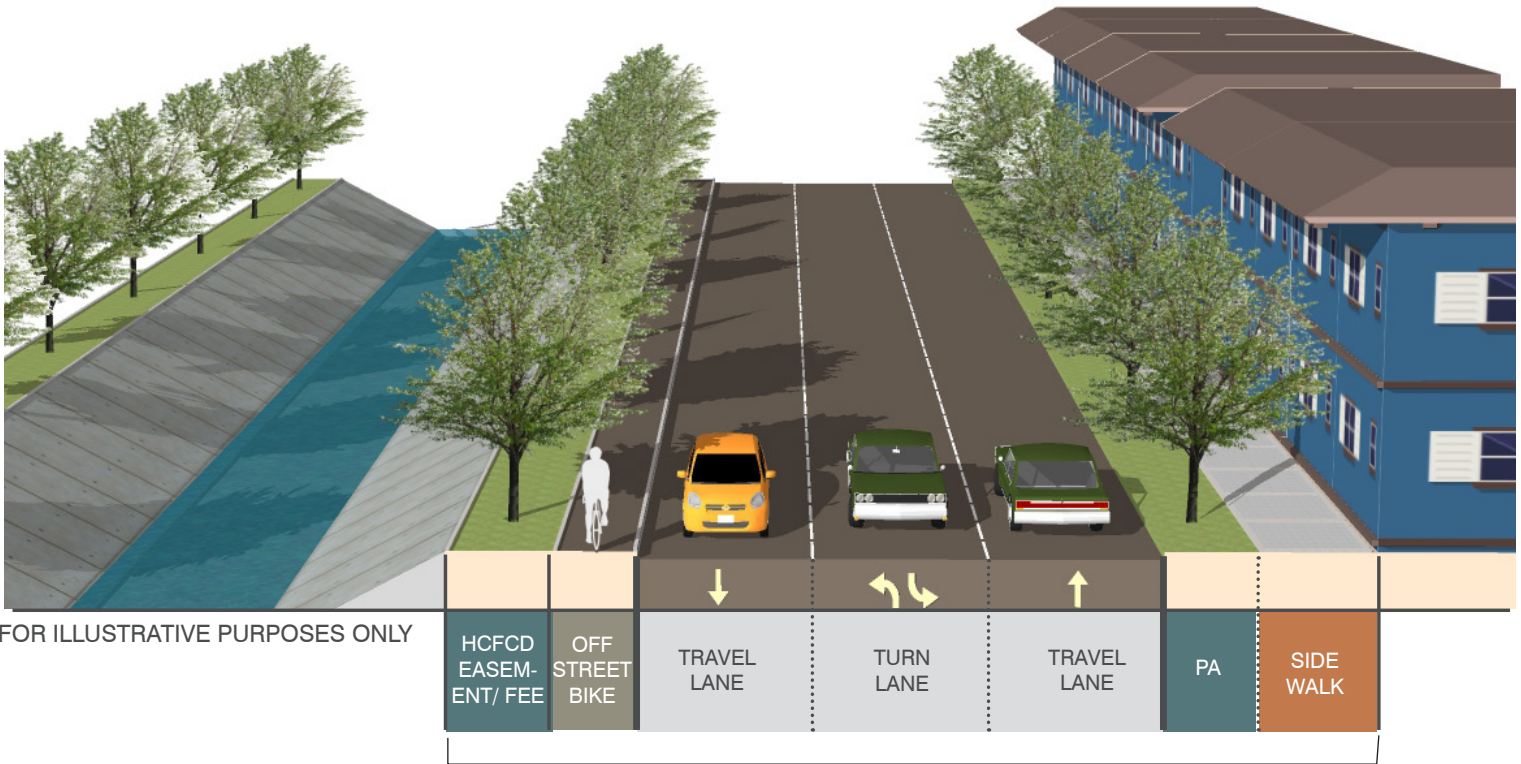 FOR ILLUSTRATIVE PURPOSES ONLY
HCFCD
EASEM-
ENT/ FEE
OFF
STREET
BIKE
TRAVEL
LANE
TURN
LANE
TRAVEL
LANE
PA
SIDE
WALK